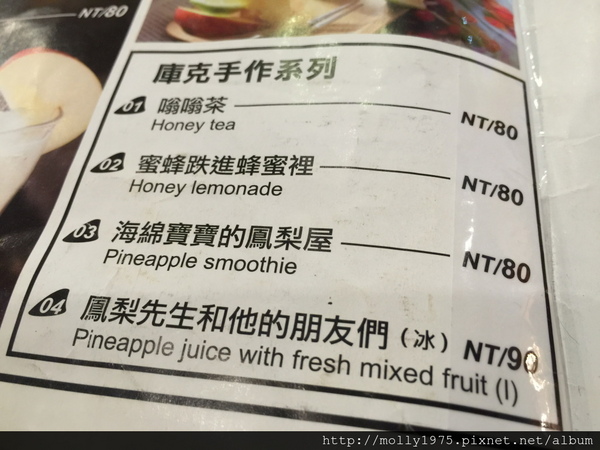 NT/80
庫克手作系列
01 嗡嗡茶 NT/80
Honey tea
02 蜜蜂跌進蜂蜜裡 NT/80
Honey lemonade
03 海綿寶寶的鳳梨屋 NT/80
Pineapple smoothie
04 鳳梨先生和他的朋友們（冰） NT/90
Pineapple juice with fresh mixed fruit (I)
http://molly1975.pixnet.net/album